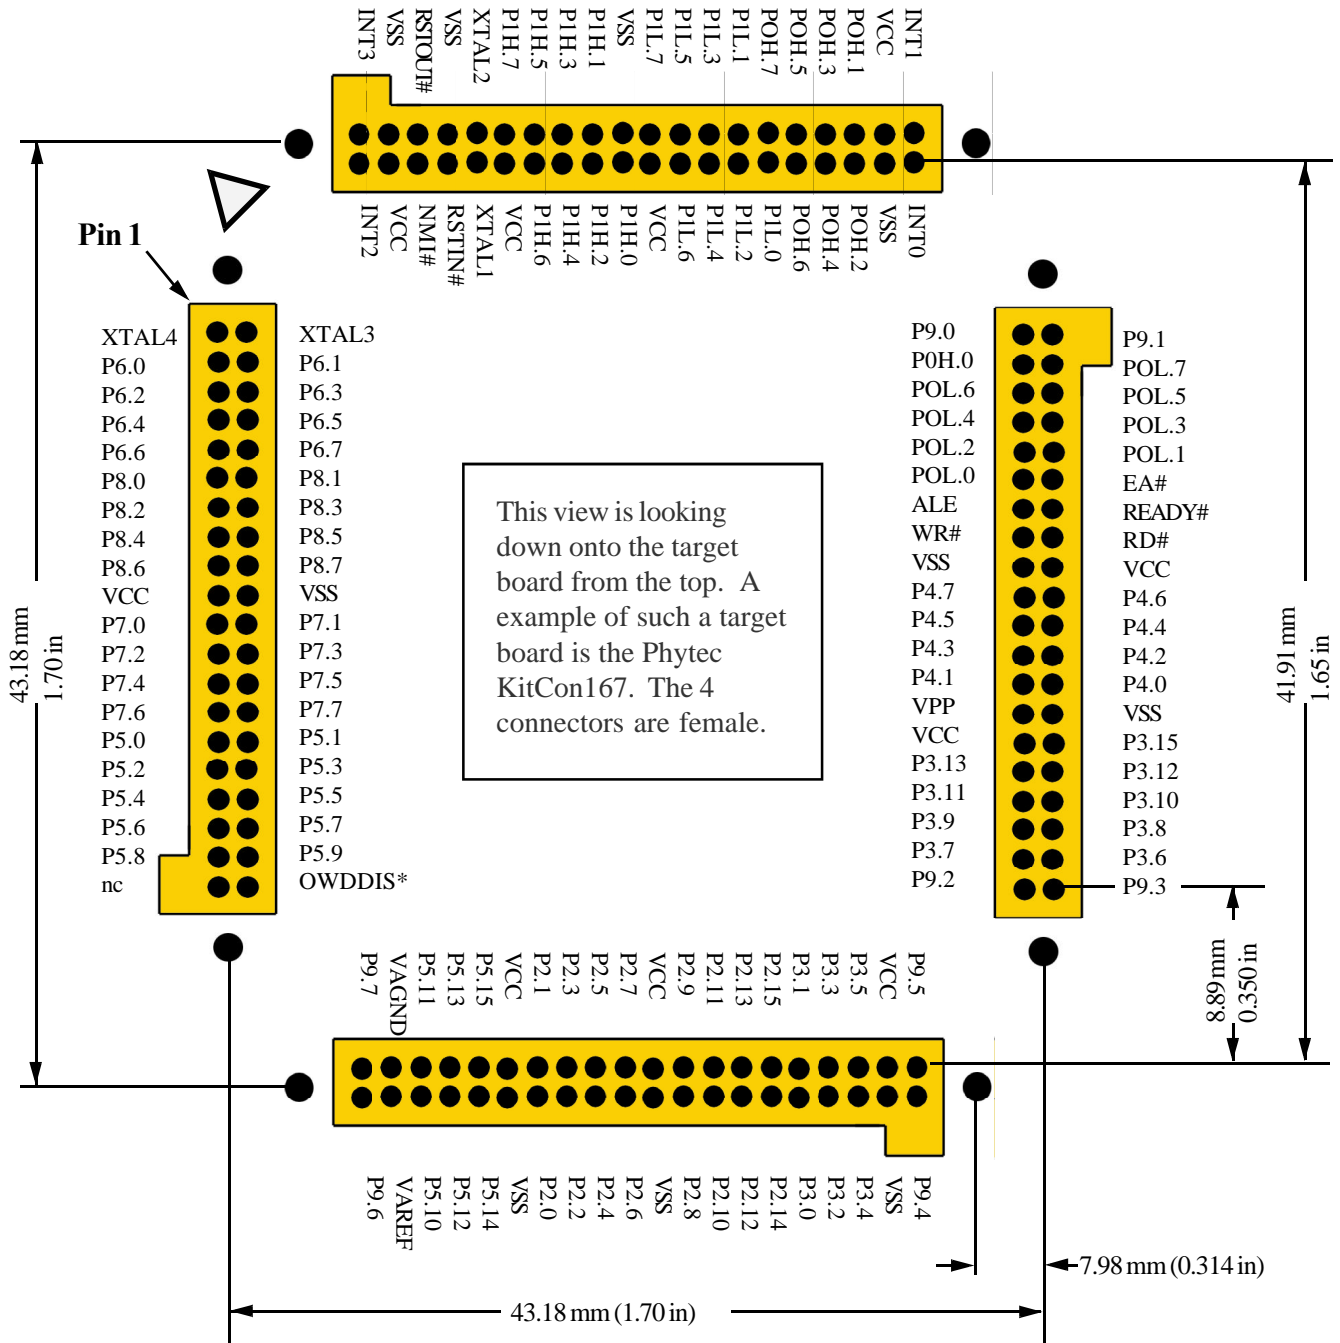 INT3
VSS
RSTOUT#
VSS
XTAL2
P1H.7
P1H.5
P1H.3
P1H.1
VSS
P1L.7
P1L.5
P1L.3
P1L.1
POH.7
POH.5
POH.3
POH.1
VCC
INT1
INT2
VCC
NMI#
RSTIN#
XTAL1
VCC
P1H.6
P1H.4
P1H.2
P1H.0
VCC
P1L.6
P1L.4
P1L.2
P1L.0
POH.6
POH.4
POH.2
VSS
INT0
Pin 1
XTAL4
P6.0
P6.2
P6.4
P6.6
P8.0
P8.2
P8.4
P8.6
VCC
P7.0
P7.2
P7.4
P7.6
P5.0
P5.2
P5.4
P5.6
P5.8
nc
XTAL3
P6.1
P6.3
P6.5
P6.7
P8.1
P8.3
P8.5
P8.7
VSS
P7.1
P7.3
P7.5
P7.7
P5.1
P5.3
P5.5
P5.7
P5.9
OWDDIS*
This view is looking
down onto the target
board from the top. A
example of such a target
board is the Phytec
KitCon167. The 4
connectors are female.
P9.0
P0H.0
POL.6
POL.4
POL.2
POL.0
ALE
WR#
VSS
P4.7
P4.5
P4.3
P4.1
VPP
VCC
P3.13
P3.11
P3.9
P3.7
P9.2
P9.1
POL.7
POL.5
POL.3
POL.1
EA#
READY#
RD#
VCC
P4.6
P4.4
P4.2
P4.0
VSS
P3.15
P3.12
P3.10
P3.8
P3.6
P9.3
43.18 mm
1.70 in
41.91 mm
1.65 in
8.89 mm
0.350 in
P9.7
VAGND
P5.11
P5.13
P5.15
VCC
P2.1
P2.3
P2.5
P2.7
VCC
P2.9
P2.11
P2.13
P2.15
P3.1
P3.3
P3.5
VCC
P9.5
P9.6
VAREF
P5.10
P5.12
P5.14
VSS
P2.0
P2.2
P2.4
P2.6
VSS
P2.8
P2.10
P2.12
P2.14
P3.0
P3.2
P3.4
VSS
P9.4
7.98 mm (0.314 in)
43.18 mm (1.70 in)